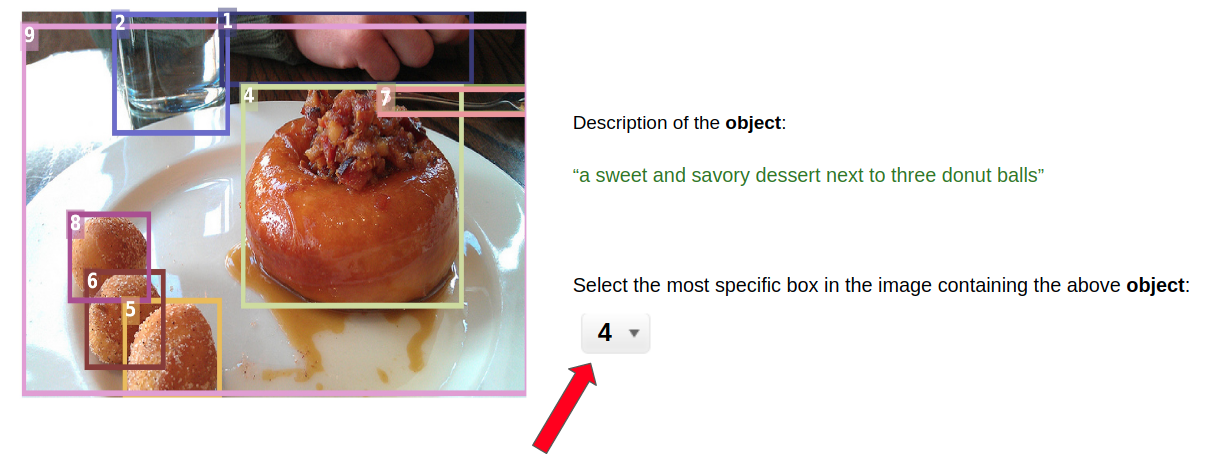 9
2
1
4
8
6
5
Description of the object:
“a sweet and savory dessert next to three donut balls”
Select the most specific box in the image containing the above object:
4